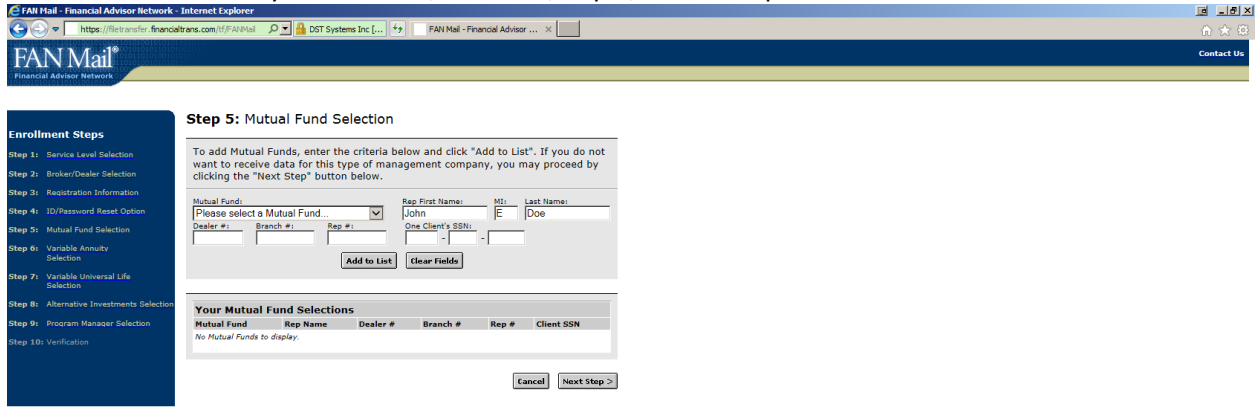 FAN Mail - Financial Advisor Network - Internet Explorer
https://filetransfer.financialtrans.com/tf/FANMail
DST Systems Inc [...
FAN Mail - Financial Advisor ...
FAN Mail®
Financial Advisor Network
Contact Us
Enrollment Steps
Step 1: Service Level Selection
Step 2: Broker/Dealer Selection
Step 3: Registration Information
Step 4: ID/Password Reset Option
Step 5: Mutual Fund Selection
Step 6: Variable Annuity
Selection
Step 7: Variable Universal Life
Selection
Step 8: Alternative Investments Selection
Step 9: Program Manager Selection
Step 10: Verification
Step 5: Mutual Fund Selection
To add Mutual Funds, enter the criteria below and click "Add to List". If you do not
want to receive data for this type of management company, you may proceed by
clicking the "Next Step" button below.
Mutual Fund: Rep First Name: MI: Last Name:
Please select a Mutual Fund... John E Doe
Dealer #: Branch #: Rep #: One Client's SSN:
- -
Add to List Clear Fields
Your Mutual Fund Selections
Mutual Fund Rep Name Dealer # Branch # Rep # Client SSN
No Mutual Funds to display.
Cancel Next Step >